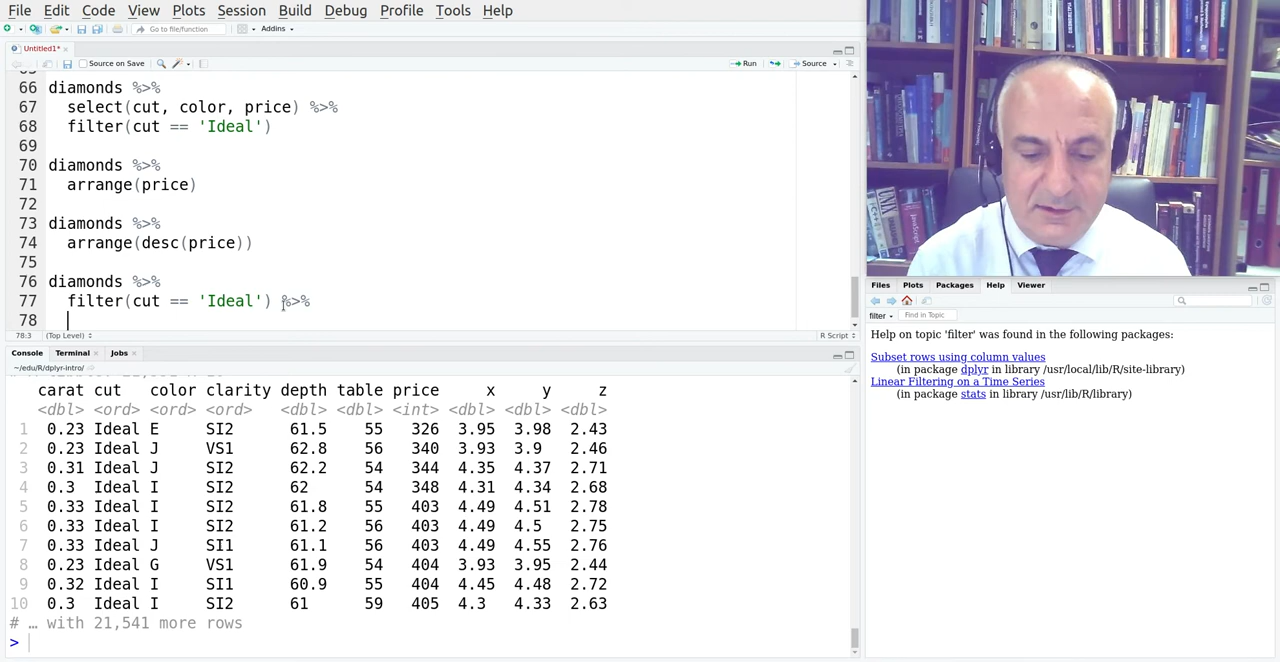 File Edit Code View Plots Session Build Debug Profile Tools Help
Go to file/function Addins
Untitled1*
Source on Save Run Source
66 diamonds %>%
67 select(cut, color, price) %>%
68 filter(cut == 'Ideal')
69
70 diamonds %>%
71 arrange(price)
72
73 diamonds %>%
74 arrange(desc(price))
75
76 diamonds %>%
77 filter(cut == 'Ideal') %>%
78
78:3 (Top Level) R Script
Console Terminal Jobs
~/edu/R/dplyr-intro/
carat cut color clarity depth table price x y z
<dbl> <ord> <ord> <ord> <dbl> <dbl> <int> <dbl> <dbl> <dbl>
1 0.23 Ideal E SI2 61.5 55 326 3.95 3.98 2.43
2 0.23 Ideal J VS1 62.8 56 340 3.93 3.9 2.46
3 0.31 Ideal J SI2 62.2 54 344 4.35 4.37 2.71
4 0.3 Ideal I SI2 62 54 348 4.31 4.34 2.68
5 0.33 Ideal I SI2 61.8 55 403 4.49 4.51 2.78
6 0.33 Ideal I SI2 61.2 56 403 4.49 4.5 2.75
7 0.33 Ideal J SI1 61.1 56 403 4.49 4.55 2.76
8 0.23 Ideal G VS1 61.9 54 404 3.93 3.95 2.44
9 0.32 Ideal I SI1 60.9 55 404 4.45 4.48 2.72
10 0.3 Ideal I SI2 61 59 405 4.3 4.33 2.63
# … with 21,541 more rows
>
UNIX
JavaScript
Files Plots Packages Help Viewer
filter Find in Topic
Help on topic 'filter' was found in the following packages:
Subset rows using column values
(in package dplyr in library /usr/local/lib/R/site-library)
Linear Filtering on a Time Series
(in package stats in library /usr/lib/R/library)